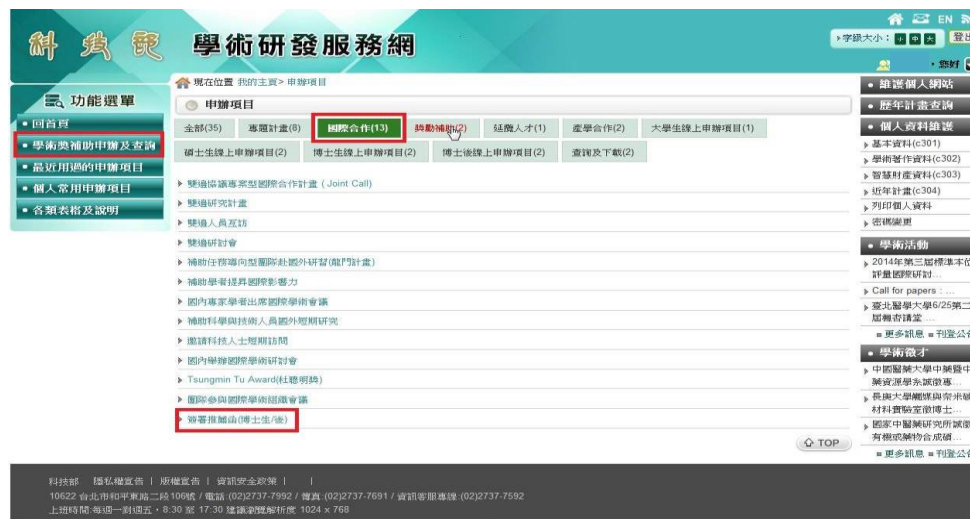 科技部 學術研發服務網
EN
字級大小： 小 中 大 登出
您好
功能選單
回首頁
學術獎補助申辦及查詢
最近用過的申辦項目
個人常用申辦項目
各類表格及說明
現在位置 我的主頁> 申辦項目
申辦項目
全部(35) 專題計畫(8) 國際合作(13) 獎勵補助(2) 延攬人才(1) 產學合作(2) 大學生線上申辦項目(1)
碩士生線上申辦項目(2) 博士生線上申辦項目(2) 博士後線上申辦項目(2) 查詢及下載(2)
雙邊協議專案型國際合作計畫 ( Joint Call)
雙邊研究計畫
雙邊人員互訪
雙邊研討會
補助任務導向型團隊赴國外研習(龍門計畫)
補助學者提昇國際影響力
國內專家學者出席國際學術會議
補助科學與技術人員國外短期研究
邀請科技人士短期訪問
國內舉辦國際學術研討會
Tsungmin Tu Award(杜聰明獎)
團隊參與國際學術組織會議
簽署推薦函(博士生/後)
TOP
維護個人網站
歷年計畫查詢
個人資料維護
基本資料(c301)
學術著作資料(c302)
智慧財產資料(c303)
近年計畫(c304)
列印個人資料
密碼變更
學術活動
2014年第三屆標準本位
評量國際研討...
Call for papers : ...
臺北醫學大學6/25第二
屆楓杏講堂 ...
更多訊息 刊登公告
學術徵才
中國醫藥大學中藥暨中
藥資源學系誠徵專...
長庚大學觸媒與奈米碳
材料實驗室徵博士...
國家中醫藥研究所誠徵
有機或藥物合成碩...
更多訊息 刊登公告
科技部 隱私權宣告 | 版權宣告 | 資訊安全政策 | |
10622 台北市和平東路二段106號 / 電話:(02)2737-7992 / 傳真:(02)2737-7691 / 資訊客服專線:(02)2737-7592
上班時間:每週一到週五，8:30 至 17:30 建議瀏覽解析度 1024 x 768